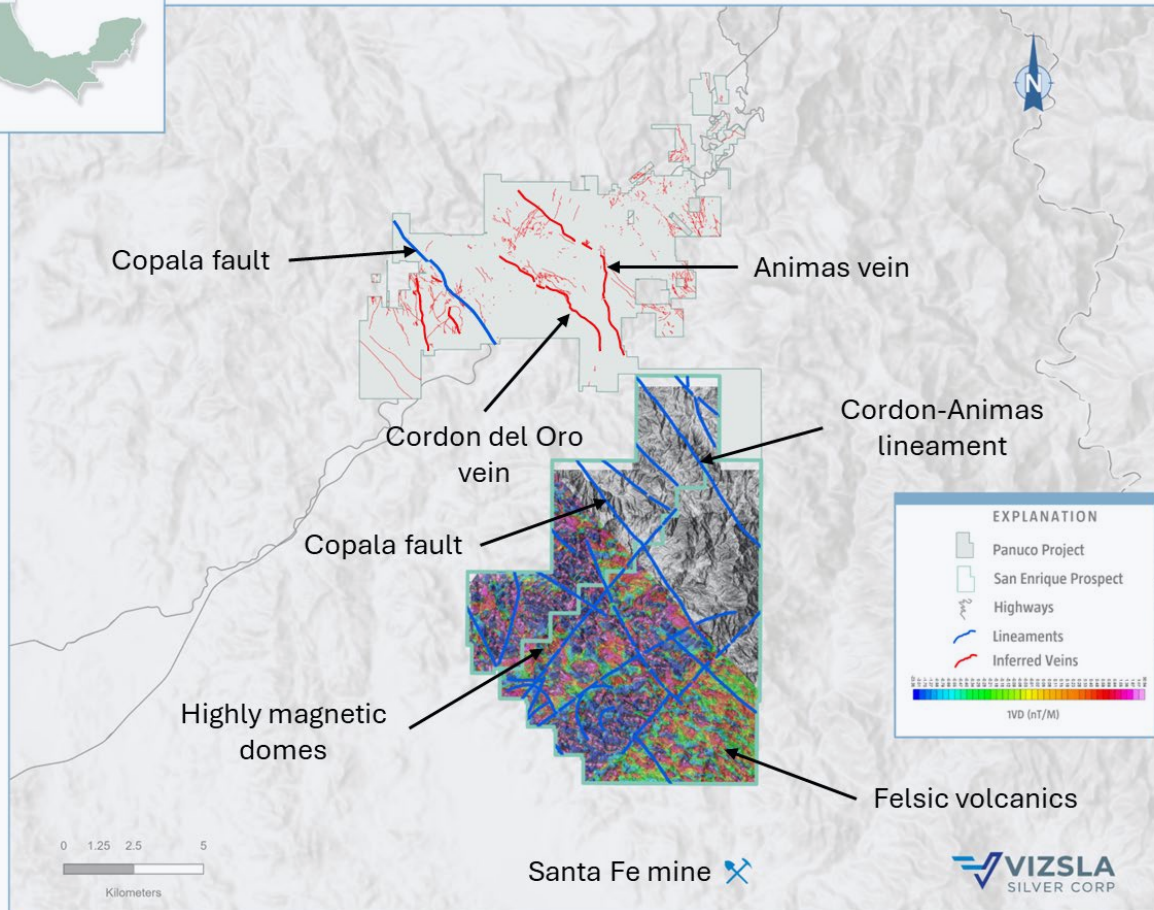 N
Copala fault
Animas vein
Cordon del Oro
vein
Cordon-Animas
lineament
Copala fault
Highly magnetic
domes
Felsic volcanics
EXPLANATION
Panuco Project
San Enrique Prospect
Highways
Lineaments
Inferred Veins
1VD (nT/M)
0 1.25 2.5 5
Kilometers
Santa Fe mine
VIZSLA
SILVER CORP